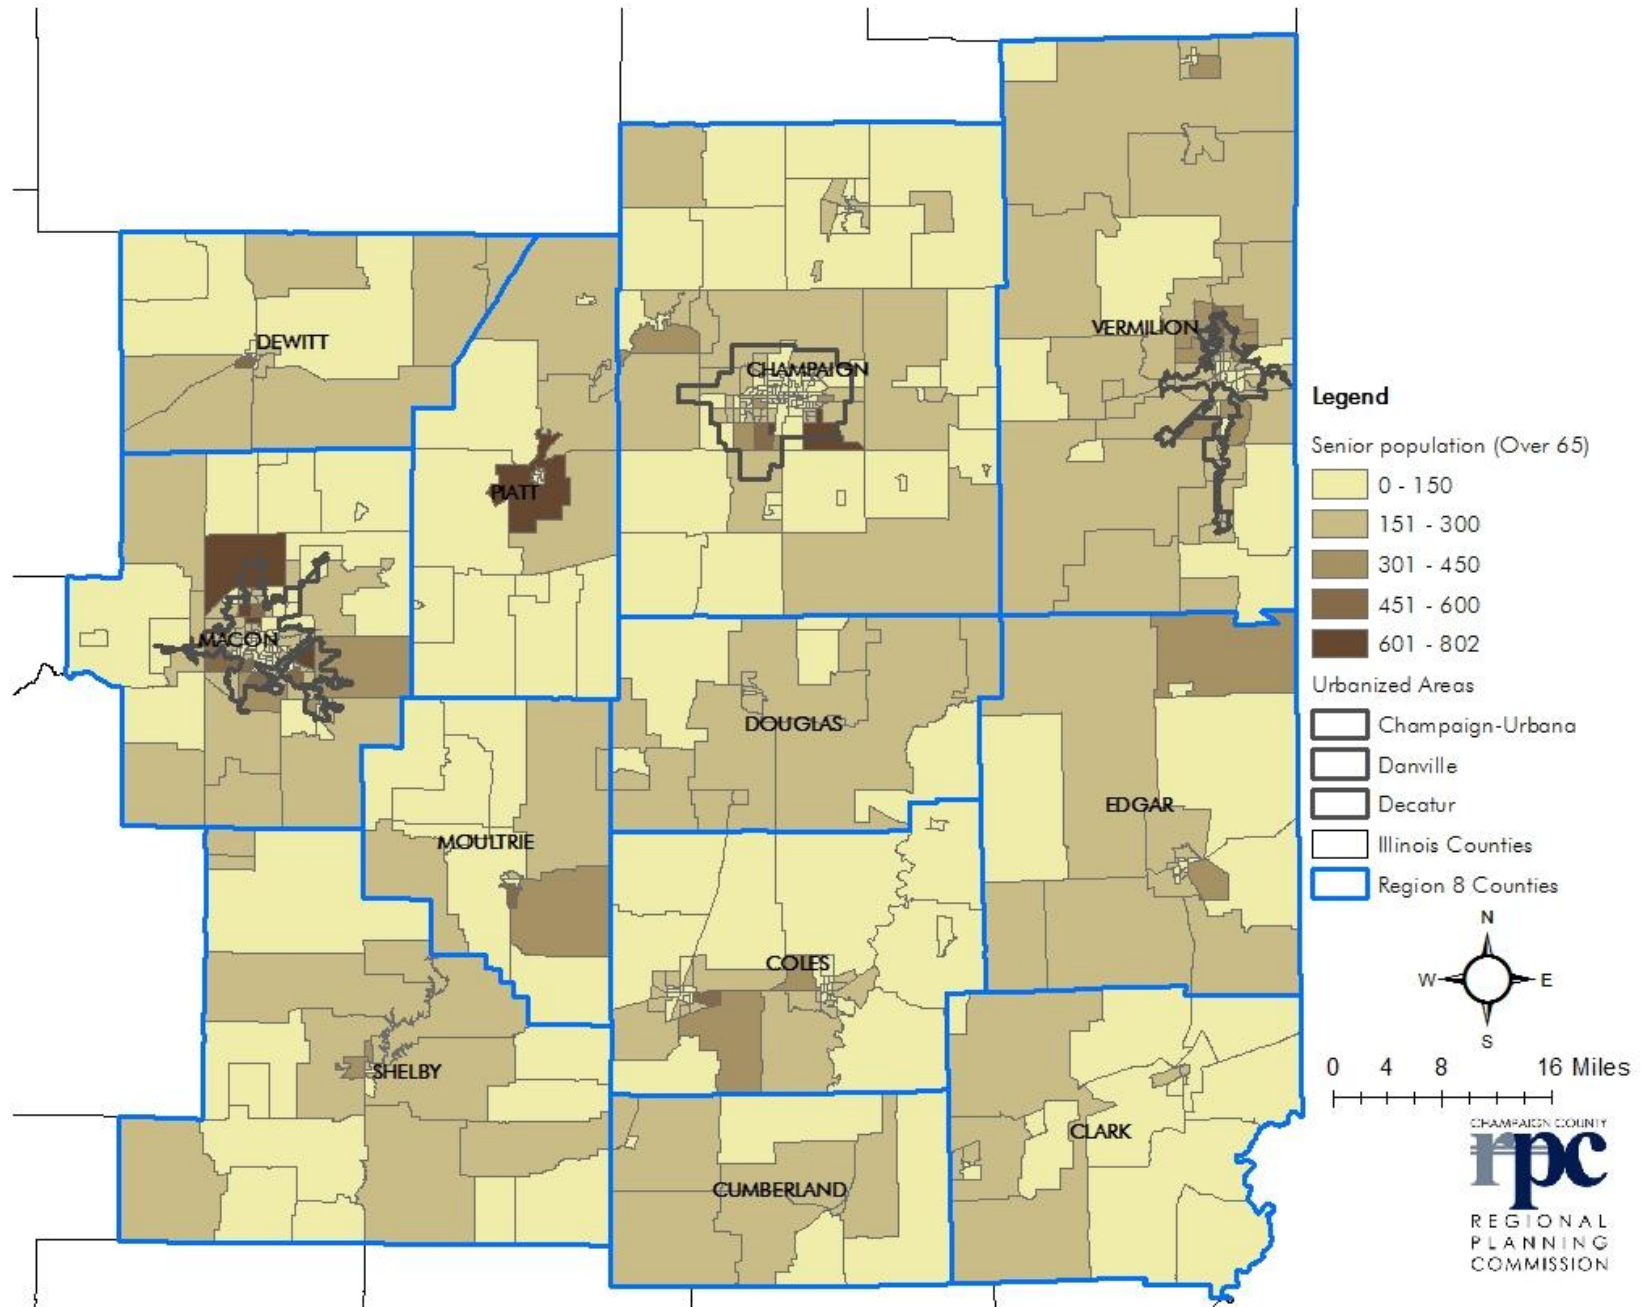 DEWITT
CHAMPAIGN
VERMILION
PIATT
MACON
DOUGLAS
MOULTRIE
EDGAR
COLES
SHELBY
CLARK
CUMBERLAND
Legend
Senior population (Over 65)
0 - 150
151 - 300
301 - 450
451 - 600
601 - 802
Urbanized Areas
Champaign-Urbana
Danville
Decatur
Illinois Counties
Region 8 Counties
N
W E
S
0 4 8 16 Miles
CHAMPAIGN COUNTY
rpc
REGIONAL
PLANNING
COMMISSION